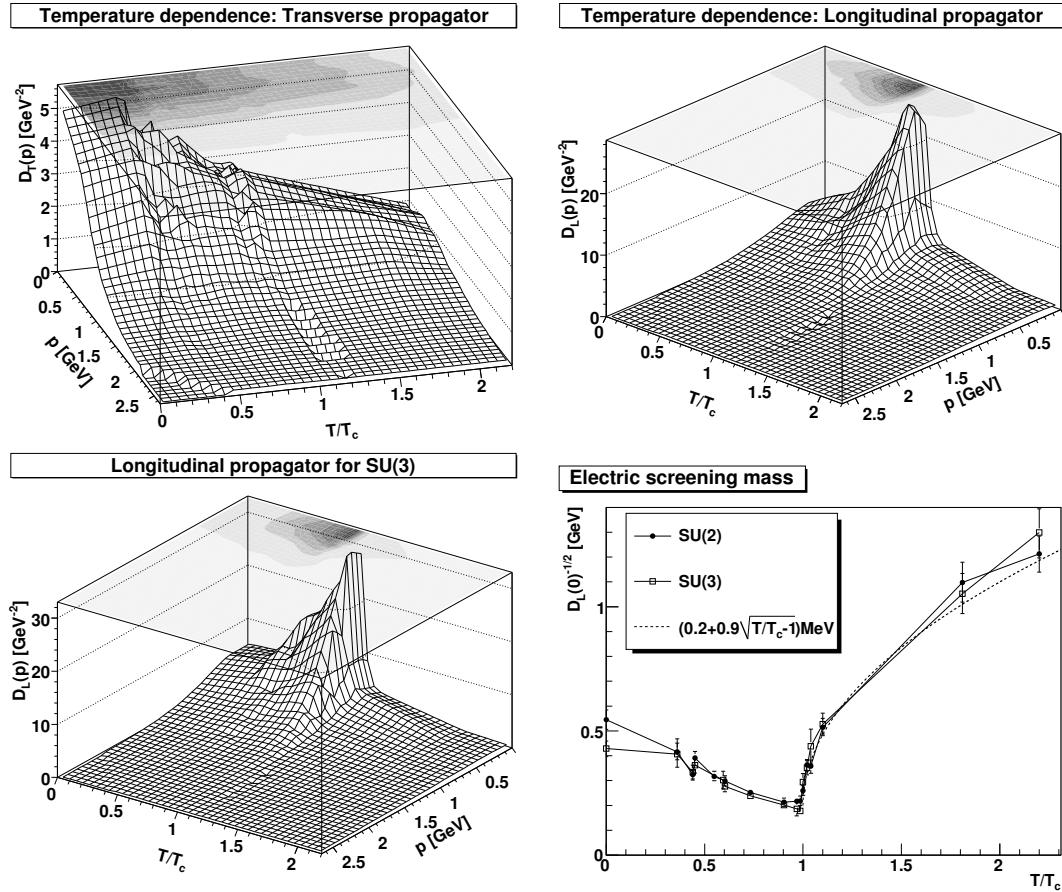 Temperature dependence: Transverse propagator
D_T(p) [GeV^-2]
5
4
3
2
1
0
0
0.5
1
1.5
2
2.5
p [GeV]
0
0.5
1
1.5
2
T/T_c
Temperature dependence: Longitudinal propagator
D_L(p) [GeV^-2]
20
10
0
0
0.5
1
1.5
2
T/T_c
2.5
2
1.5
1
0.5
p [GeV]
Longitudinal propagator for SU(3)
D_L(p) [GeV^-2]
30
20
10
0
0
0.5
1
1.5
2
T/T_c
2.5
2
1.5
1
0.5
p [GeV]
Electric screening mass
D_L(0)^-1/2 [GeV]
1
0.5
0
SU(2)
SU(3)
(0.2+0.9√T/T_c-1)MeV
0
0.5
1
1.5
2
T/T_c